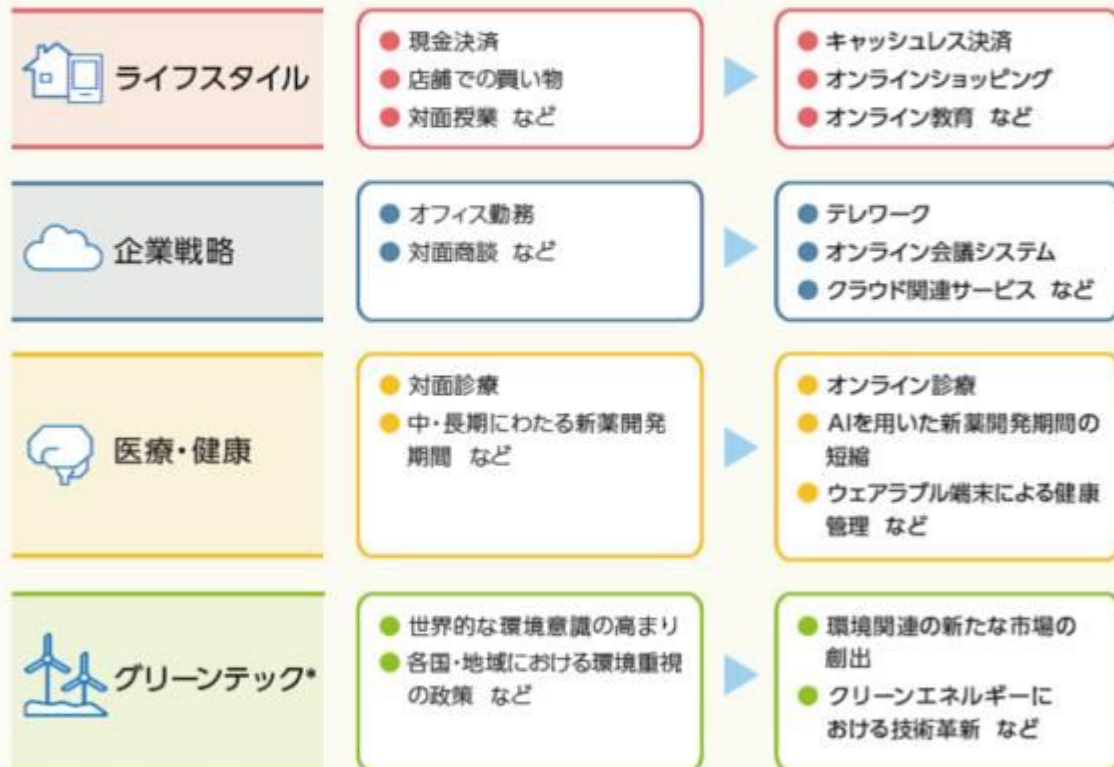 ライフスタイル
● 現金決済
● 店舗での買い物
● 対面授業 など
● キャッシュレス決済
● オンラインショッピング
● オンライン教育 など
企業戦略
● オフィス勤務
● 対面商談 など
● テレワーク
● オンライン会議システム
● クラウド関連サービス など
医療・健康
● 対面診療
● 中・長期にわたる新薬開発
期間 など
● オンライン診療
● AIを用いた新薬開発期間の
短縮
● ウェアラブル端末による健康
管理 など
グリーンテック*
● 世界的な環境意識の高まり
● 各国・地域における環境重視
の政策 など
● 環境関連の新たな市場の
創出
● クリーンエネルギーに
おける技術革新 など